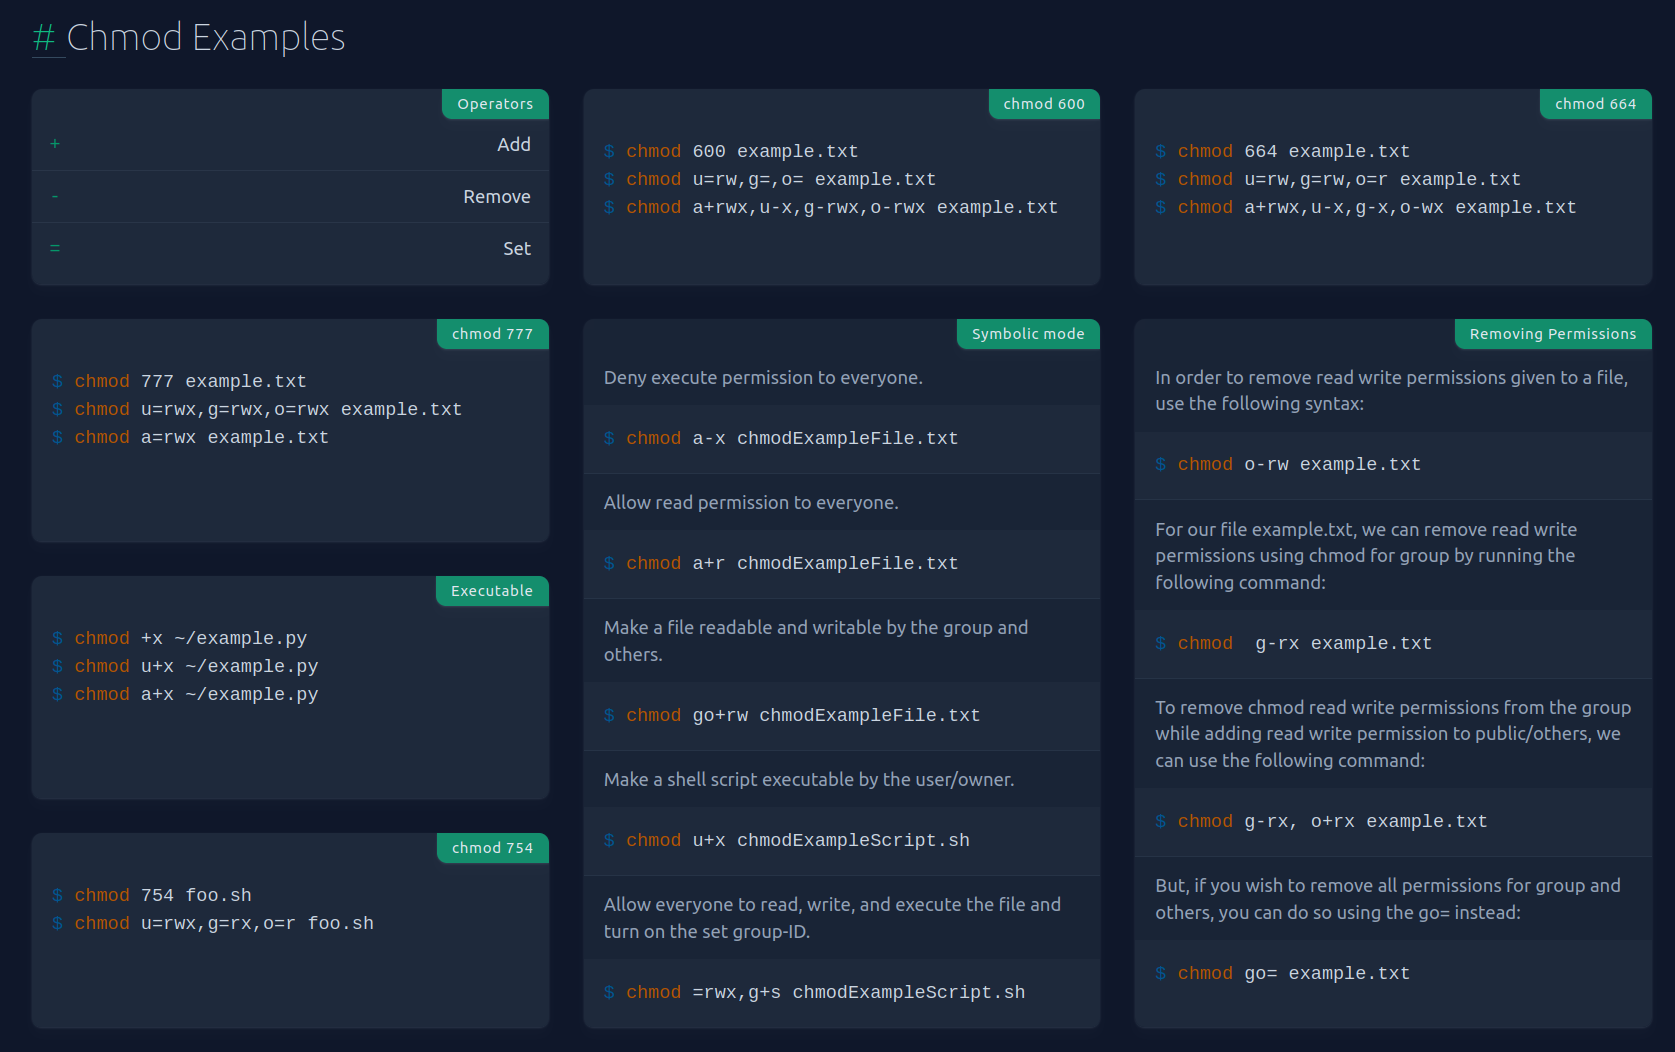 # Chmod Examples
Operators
+ Add
- Remove
= Set
chmod 600
$ chmod 600 example.txt
$ chmod u=rw,g=,o= example.txt
$ chmod a+rwx,u-x,g-rwx,o-rwx example.txt
chmod 664
$ chmod 664 example.txt
$ chmod u=rw,g=rw,o=r example.txt
$ chmod a+rwx,u-x,g-x,o-wx example.txt
chmod 777
$ chmod 777 example.txt
$ chmod u=rwx,g=rwx,o=rwx example.txt
$ chmod a=rwx example.txt
Executable
$ chmod +x ~/example.py
$ chmod u+x ~/example.py
$ chmod a+x ~/example.py
chmod 754
$ chmod 754 foo.sh
$ chmod u=rwx,g=rx,o=r foo.sh
Symbolic mode
Deny execute permission to everyone.
$ chmod a-x chmodExampleFile.txt
Allow read permission to everyone.
$ chmod a+r chmodExampleFile.txt
Make a file readable and writable by the group and
others.
$ chmod go+rw chmodExampleFile.txt
Make a shell script executable by the user/owner.
$ chmod u+x chmodExampleScript.sh
Allow everyone to read, write, and execute the file and
turn on the set group-ID.
$ chmod =rwx,g+s chmodExampleScript.sh
Removing Permissions
In order to remove read write permissions given to a file,
use the following syntax:
$ chmod o-rw example.txt
For our file example.txt, we can remove read write
permissions using chmod for group by running the
following command:
$ chmod  g-rx example.txt
To remove chmod read write permissions from the group
while adding read write permission to public/others, we
can use the following command:
$ chmod g-rx, o+rx example.txt
But, if you wish to remove all permissions for group and
others, you can do so using the go= instead:
$ chmod go= example.txt